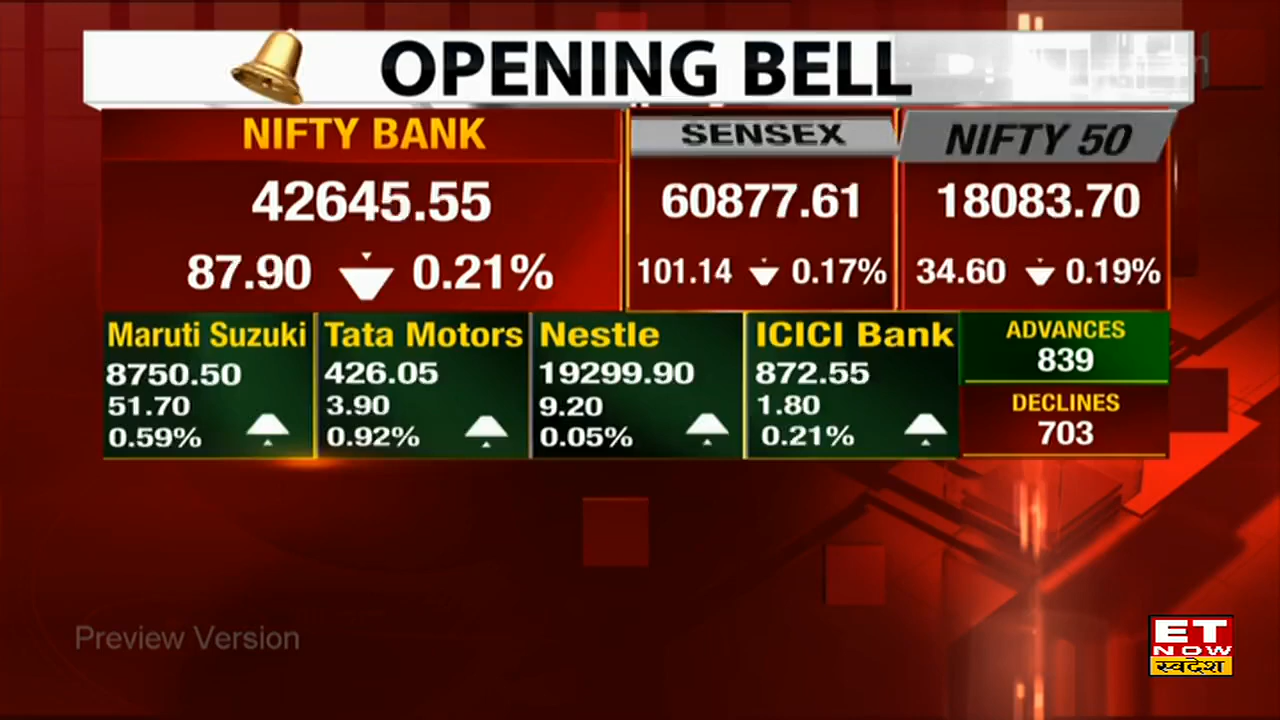 OPENING BELL
NIFTY BANK
42645.55
87.90 0.21%
SENSEX
60877.61
101.14 0.17%
NIFTY 50
18083.70
34.60 0.19%
Maruti Suzuki
8750.50
51.70
0.59%
Tata Motors
426.05
3.90
0.92%
Nestle
19299.90
9.20
0.05%
ICICI Bank
872.55
1.80
0.21%
ADVANCES
839
DECLINES
703
Preview Version
ET
NOW
स्वदेश